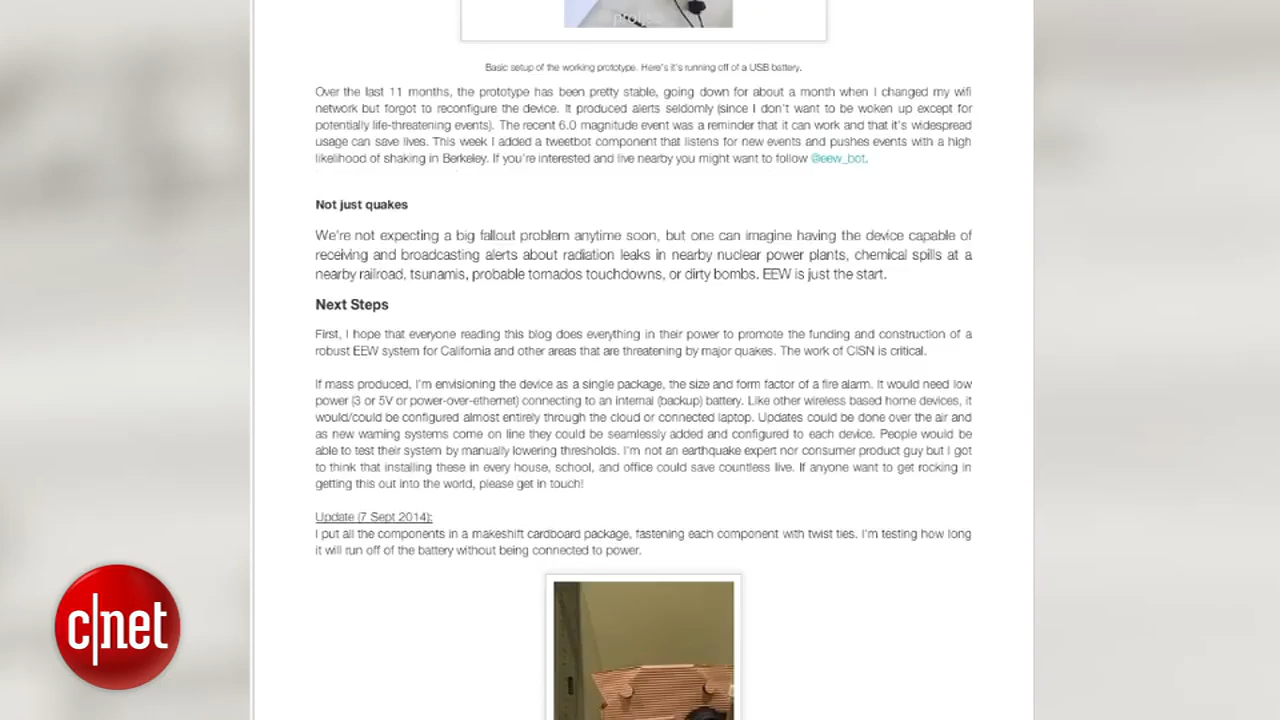 Basic setup of the working prototype. Here's it's running off of a USB battery.
Over the last 11 months, the prototype has been pretty stable, going down for about a month when I changed my wifi
network but forgot to reconfigure the device. It produced alerts seldomly (since I don't want to be woken up except for
potentially life-threatening events). The recent 6.0 magnitude event was a reminder that it can work and that it's widespread
usage can save lives. This week I added a tweetbot component that listens for new events and pushes events with a high
likelihood of shaking in Berkeley. If you're interested and live nearby you might want to follow @eew_bot.
Not just quakes
We're not expecting a big fallout problem anytime soon, but one can imagine having the device capable of
receiving and broadcasting alerts about radiation leaks in nearby nuclear power plants, chemical spills at a
nearby railroad, tsunamis, probable tornados touchdowns, or dirty bombs. EEW is just the start.
Next Steps
First, I hope that everyone reading this blog does everything in their power to promote the funding and construction of a
robust EEW system for California and other areas that are threatening by major quakes. The work of CISN is critical.
If mass produced, I'm envisioning the device as a single package, the size and form factor of a fire alarm. It would need low
power (3 or 5V or power-over-ethernet) connecting to an internal (backup) battery. Like other wireless based home devices, it
would/could be configured almost entirely through the cloud or connected laptop. Updates could be done over the air and
as new warning systems come on line they could be seamlessly added and configured to each device. People would be
able to test their system by manually lowering thresholds. I'm not an earthquake expert nor consumer product guy but I got
to think that installing these in every house, school, and office could save countless live. If anyone want to get rocking in
getting this out into the world, please get in touch!
Update (7 Sept 2014):
I put all the components in a makeshift cardboard package, fastening each component with twist ties. I'm testing how long
it will run off of the battery without being connected to power.
c|net